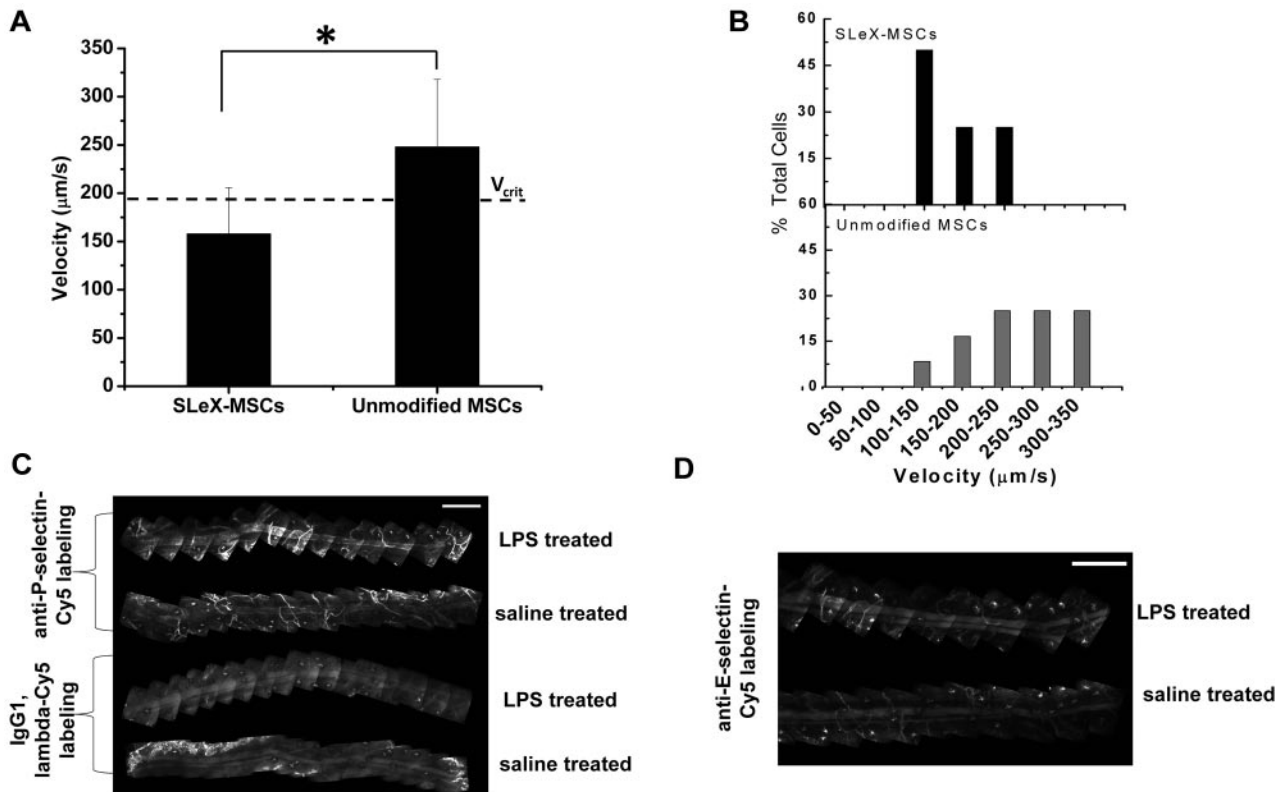 A
350
300
250
200
150
100
50
0
Velocity (μm/s)
*
Vcrit
SLeX-MSCs
Unmodified MSCs
B
60
SLeX-MSCs
45
30
15
60
Unmodified MSCs
45
30
15
0
% Total Cells
0-50
50-100
100-150
150-200
200-250
250-300
300-350
Velocity (μm/s)
C
anti-P-selectin-
Cy5 labeling
LPS treated
saline treated
IgG1,
lambda-Cy5
labeling
LPS treated
saline treated
D
anti-E-selectin-
Cy5 labeling
LPS treated
saline treated